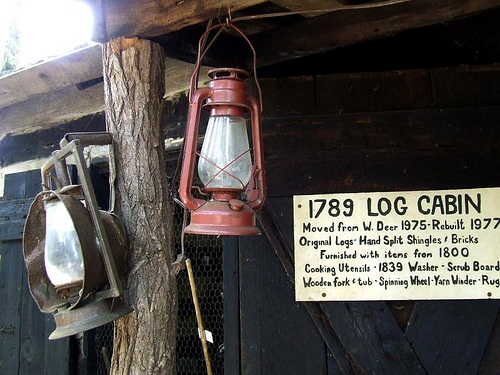 1789 LOG CABIN
Moved from W. Deer 1975-Rebuilt 1977
Original Logs - Hand Split Shingles & Bricks
Furnished with items from 1800
Cooking Utensils - 1839 Washer - Scrub Board
Wooden fork & tub - Spinning Wheel - Yarn Winder - Rug